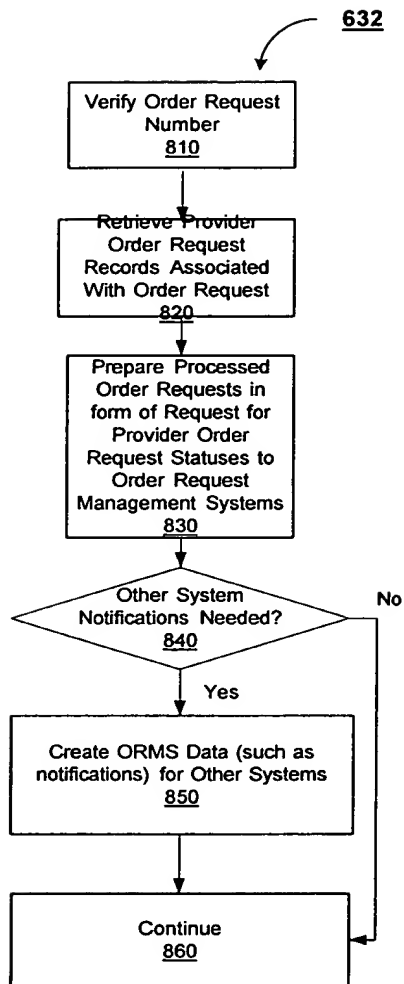 632
Verify Order Request
Number
810
Retrieve Provider
Order Request
Records Associated
With Order Request
820
Prepare Processed
Order Requests in
form of Request for
Provider Order
Request Statuses to
Order Request
Management Systems
830
Other System
Notifications Needed?
840
No
Yes
Create ORMS Data (such as
notifications) for Other Systems
850
Continue
860